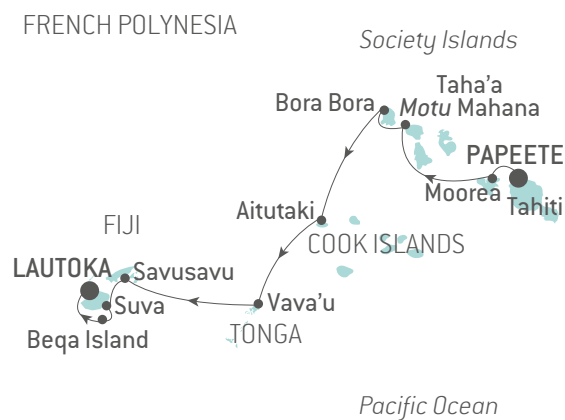 FRENCH POLYNESIA
Society Islands
Taha'a
Motu Mahana
Bora Bora
PAPEETE
Moorea
Tahiti
Aitutaki
COOK ISLANDS
FIJI
LAUTOKA
Savusavu
Suva
Vava'u
Beqa Island
TONGA
Pacific Ocean